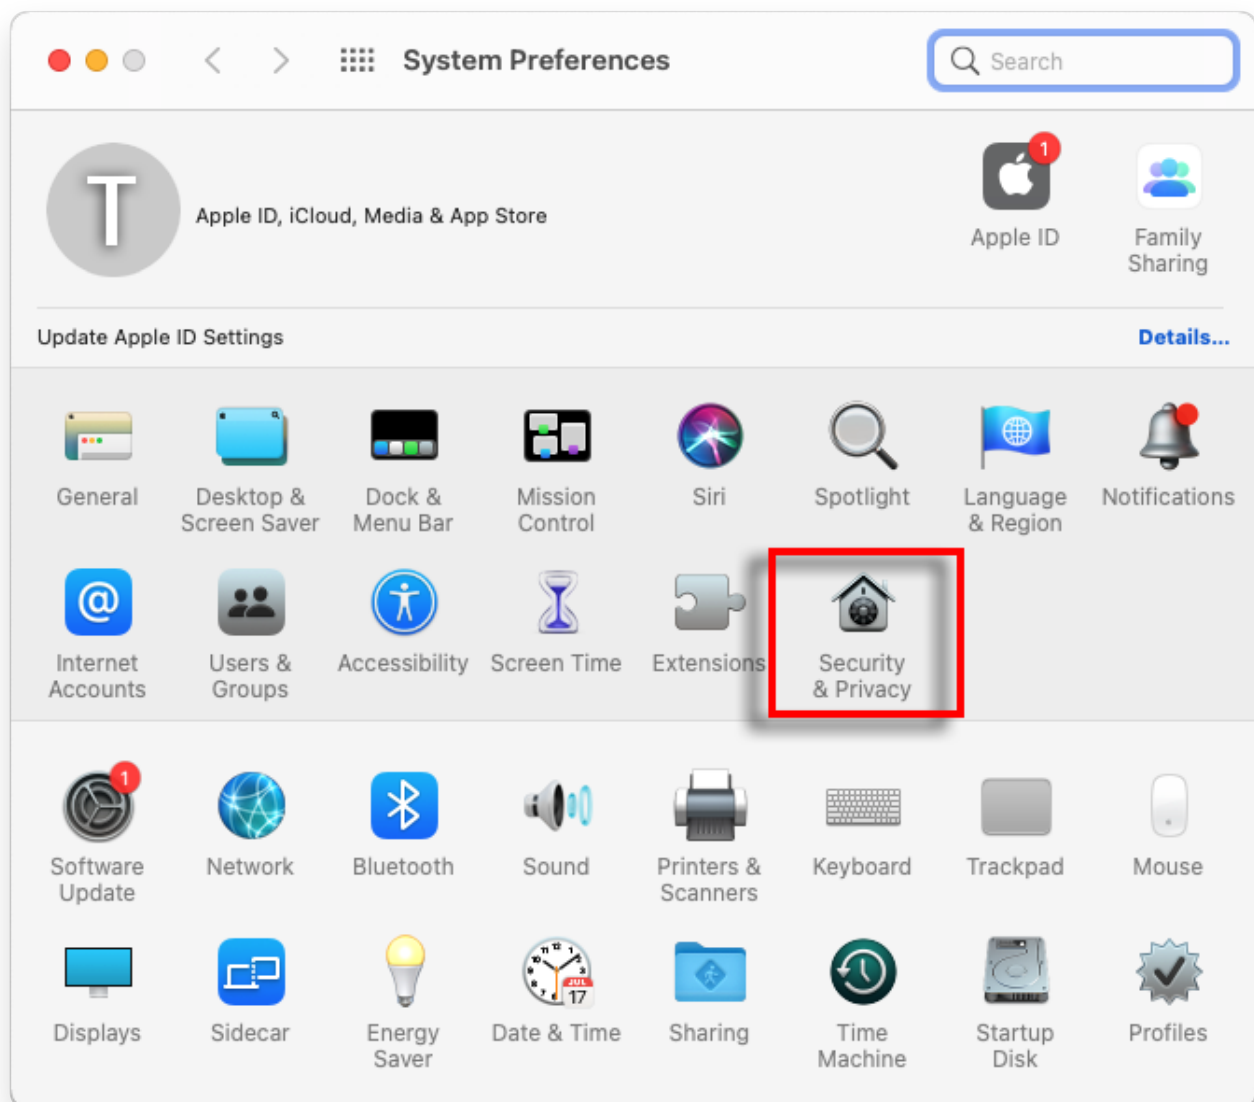 System Preferences
Search
T
Apple ID, iCloud, Media & App Store
1
Apple ID
Family
Sharing
Update Apple ID Settings
Details...
General
Desktop &
Screen Saver
Dock &
Menu Bar
Mission
Control
Siri
Spotlight
Language
& Region
Notifications
@
Internet
Accounts
Users &
Groups
Accessibility
Screen Time
Extensions
Security
& Privacy
1
Software
Update
Network
Bluetooth
Sound
Printers &
Scanners
Keyboard
Trackpad
Mouse
Displays
Sidecar
Energy
Saver
JUL
17
Date & Time
Sharing
Time
Machine
Startup
Disk
Profiles